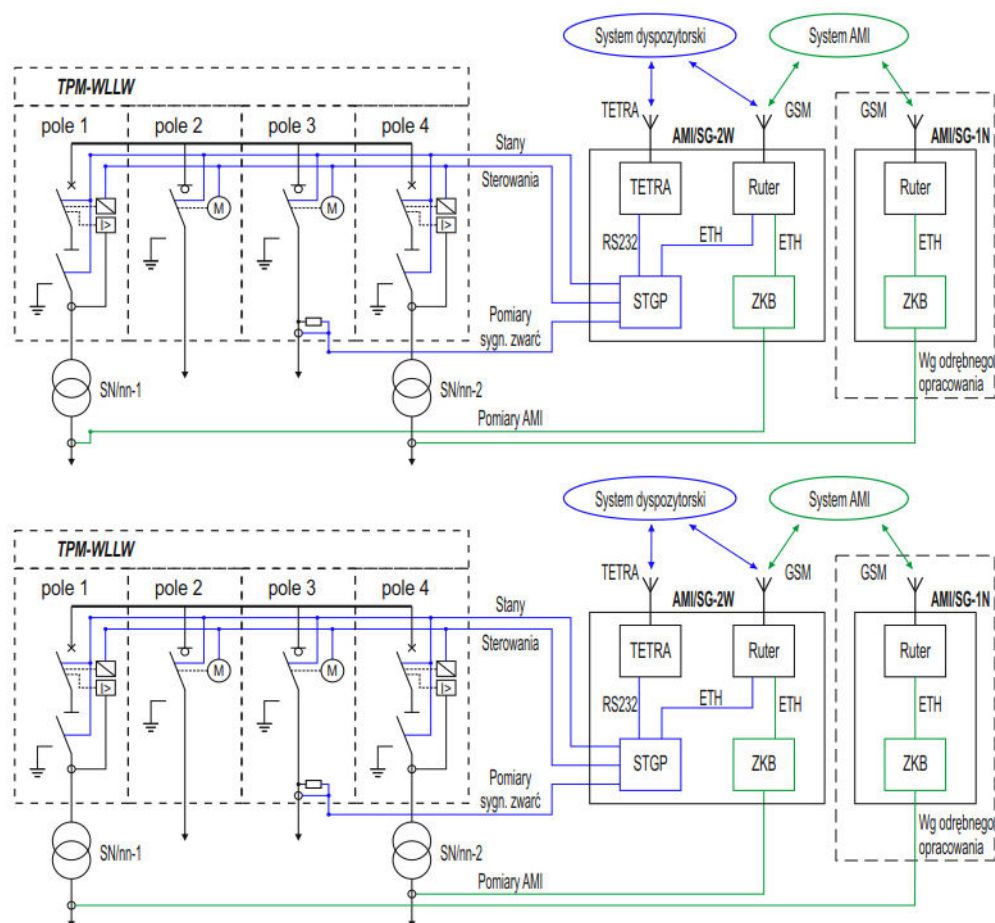 System dyspozytorski
System AMI
TPM-WLLW
TETRA
GSM
GSM
pole 1
pole 2
pole 3
pole 4
AMI/SG-2W
AMI/SG-1N
Stany
Sterowania
TETRA
Ruter
Ruter
M
M
I>
I>
RS232
ETH
ETH
ETH
STGP
ZKB
ZKB
Pomiary
sygn. zwarć
SN/nn-1
SN/nn-2
Wg odrębnego
opracowania
Pomiary AMI
System dyspozytorski
System AMI
TPM-WLLW
TETRA
GSM
GSM
pole 1
pole 2
pole 3
pole 4
AMI/SG-2W
AMI/SG-1N
Stany
Sterowania
TETRA
Ruter
Ruter
M
M
I>
I>
RS232
ETH
ETH
ETH
STGP
ZKB
ZKB
Pomiary
sygn. zwarć
SN/nn-1
SN/nn-2
Wg odrębnego
opracowania
Pomiary AMI